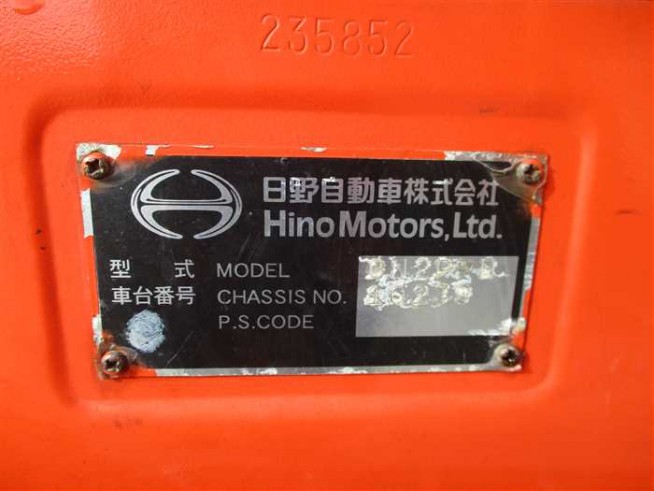 235852
日野自動車株式会社
Hino Motors, Ltd.
型 式 MODEL
車台番号 CHASSIS NO.
P.S.CODE